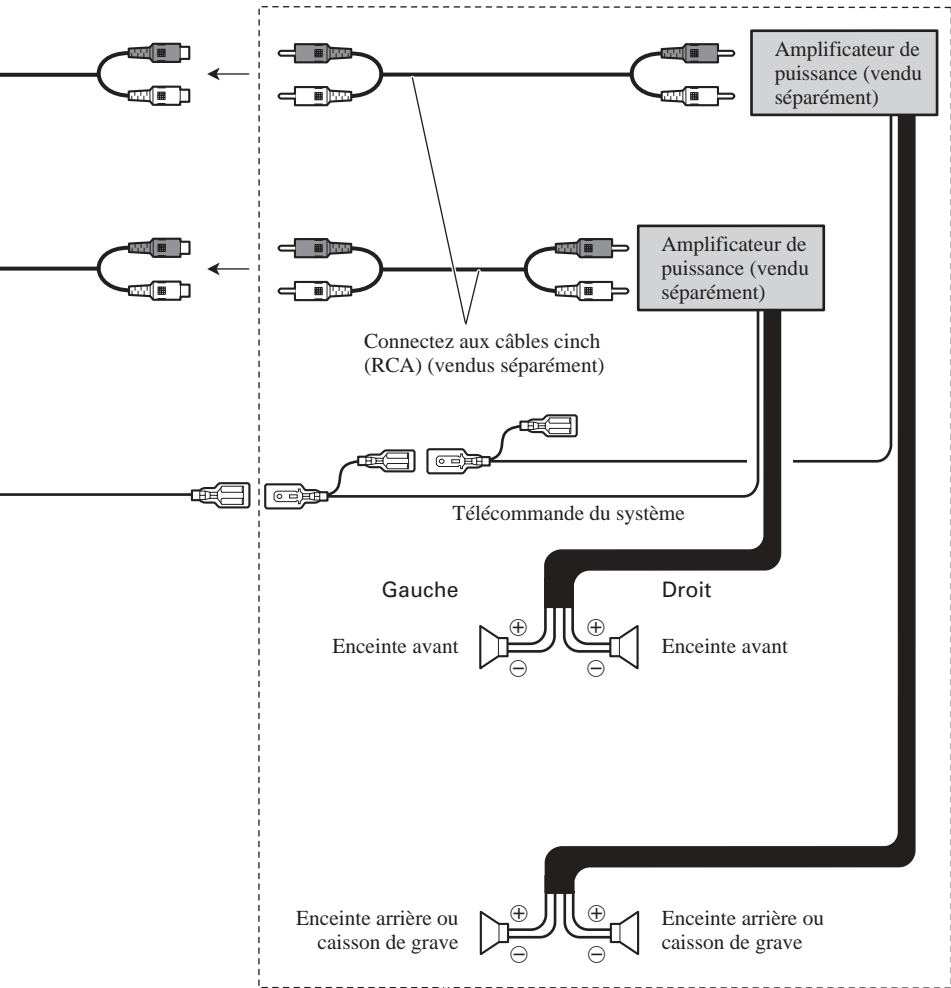 Amplificateur de
puissance (vendu
séparément)
Amplificateur de
puissance (vendu
séparément)
Connectez aux câbles cinch
(RCA) (vendus séparément)
Télécommande du système
Gauche
Droit
⊕
⊕
Enceinte avant
Enceinte avant
⊖
⊖
⊕
⊕
Enceinte arrière ou
caisson de grave
Enceinte arrière ou
caisson de grave
⊖
⊖